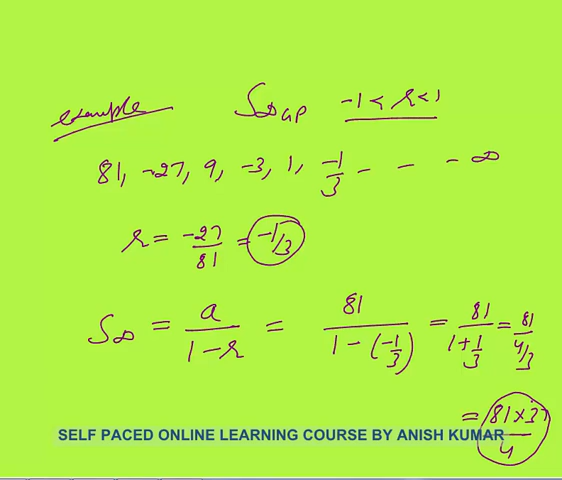 example S∞ GP -1 < r < 1
81, -27, 9, -3, 1, -1/3 - - - ∞
r = -27/81 = -1/3
S∞ = a/(1-r) = 81/(1-(-1/3)) = 81/(1+1/3) = 81/(4/3)
= (81×3)/4
SELF PACED ONLINE LEARNING COURSE BY ANISH KUMAR